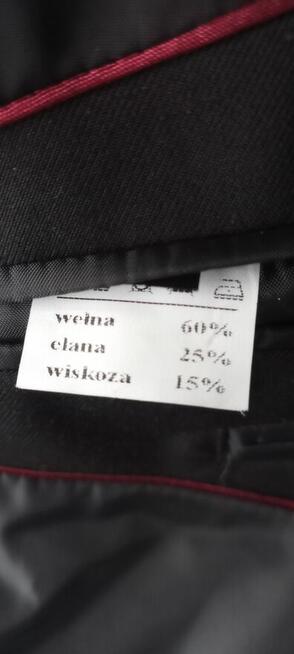 wełna 60%
elana 25%
wiskoza 15%